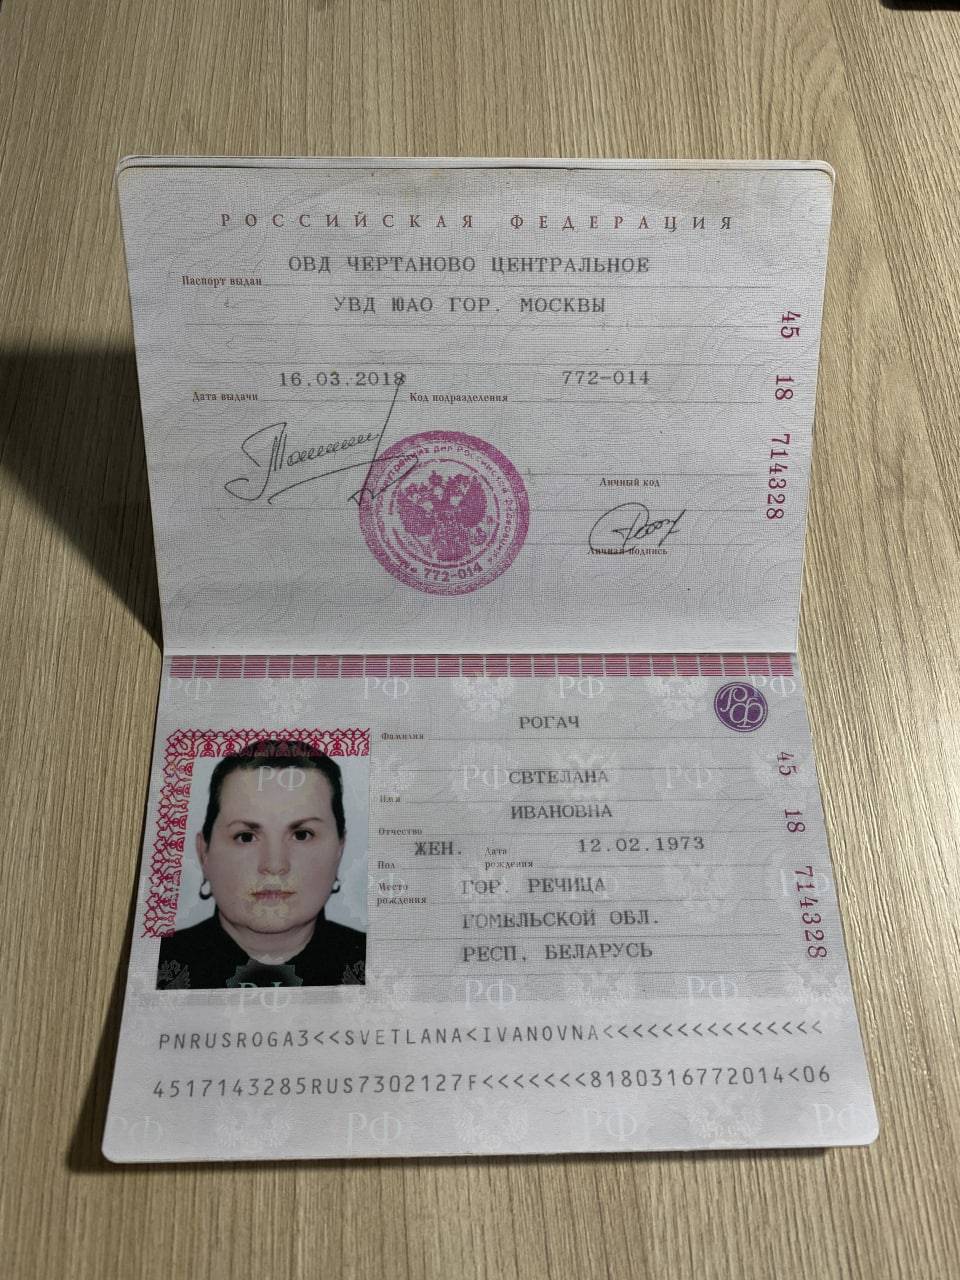 РОССИЙСКАЯ ФЕДЕРАЦИЯ
Паспорт выдан ОВД ЧЕРТАНОВО ЦЕНТРАЛЬНОЕ
УВД ЮАО ГОР. МОСКВЫ
Дата выдачи 16.03.2018 Код подразделения 772-014
45 18 714328
Личный код
Личная подпись
772-014
РФ
Фамилия РОГАЧ
Имя СВТЕЛАНА
Отчество ИВАНОВНА
Пол ЖЕН. Дата рождения 12.02.1973
Место рождения ГОР. РЕЧИЦА
ГОМЕЛЬСКОЙ ОБЛ.
РЕСП. БЕЛАРУСЬ
45 18 714328
PNRUSROGA3<<SVETLANA<IVANOVNA<<<<<<<<<<<<<<<
4517143285RUS7302127F<<<<<<<8180316772014<06